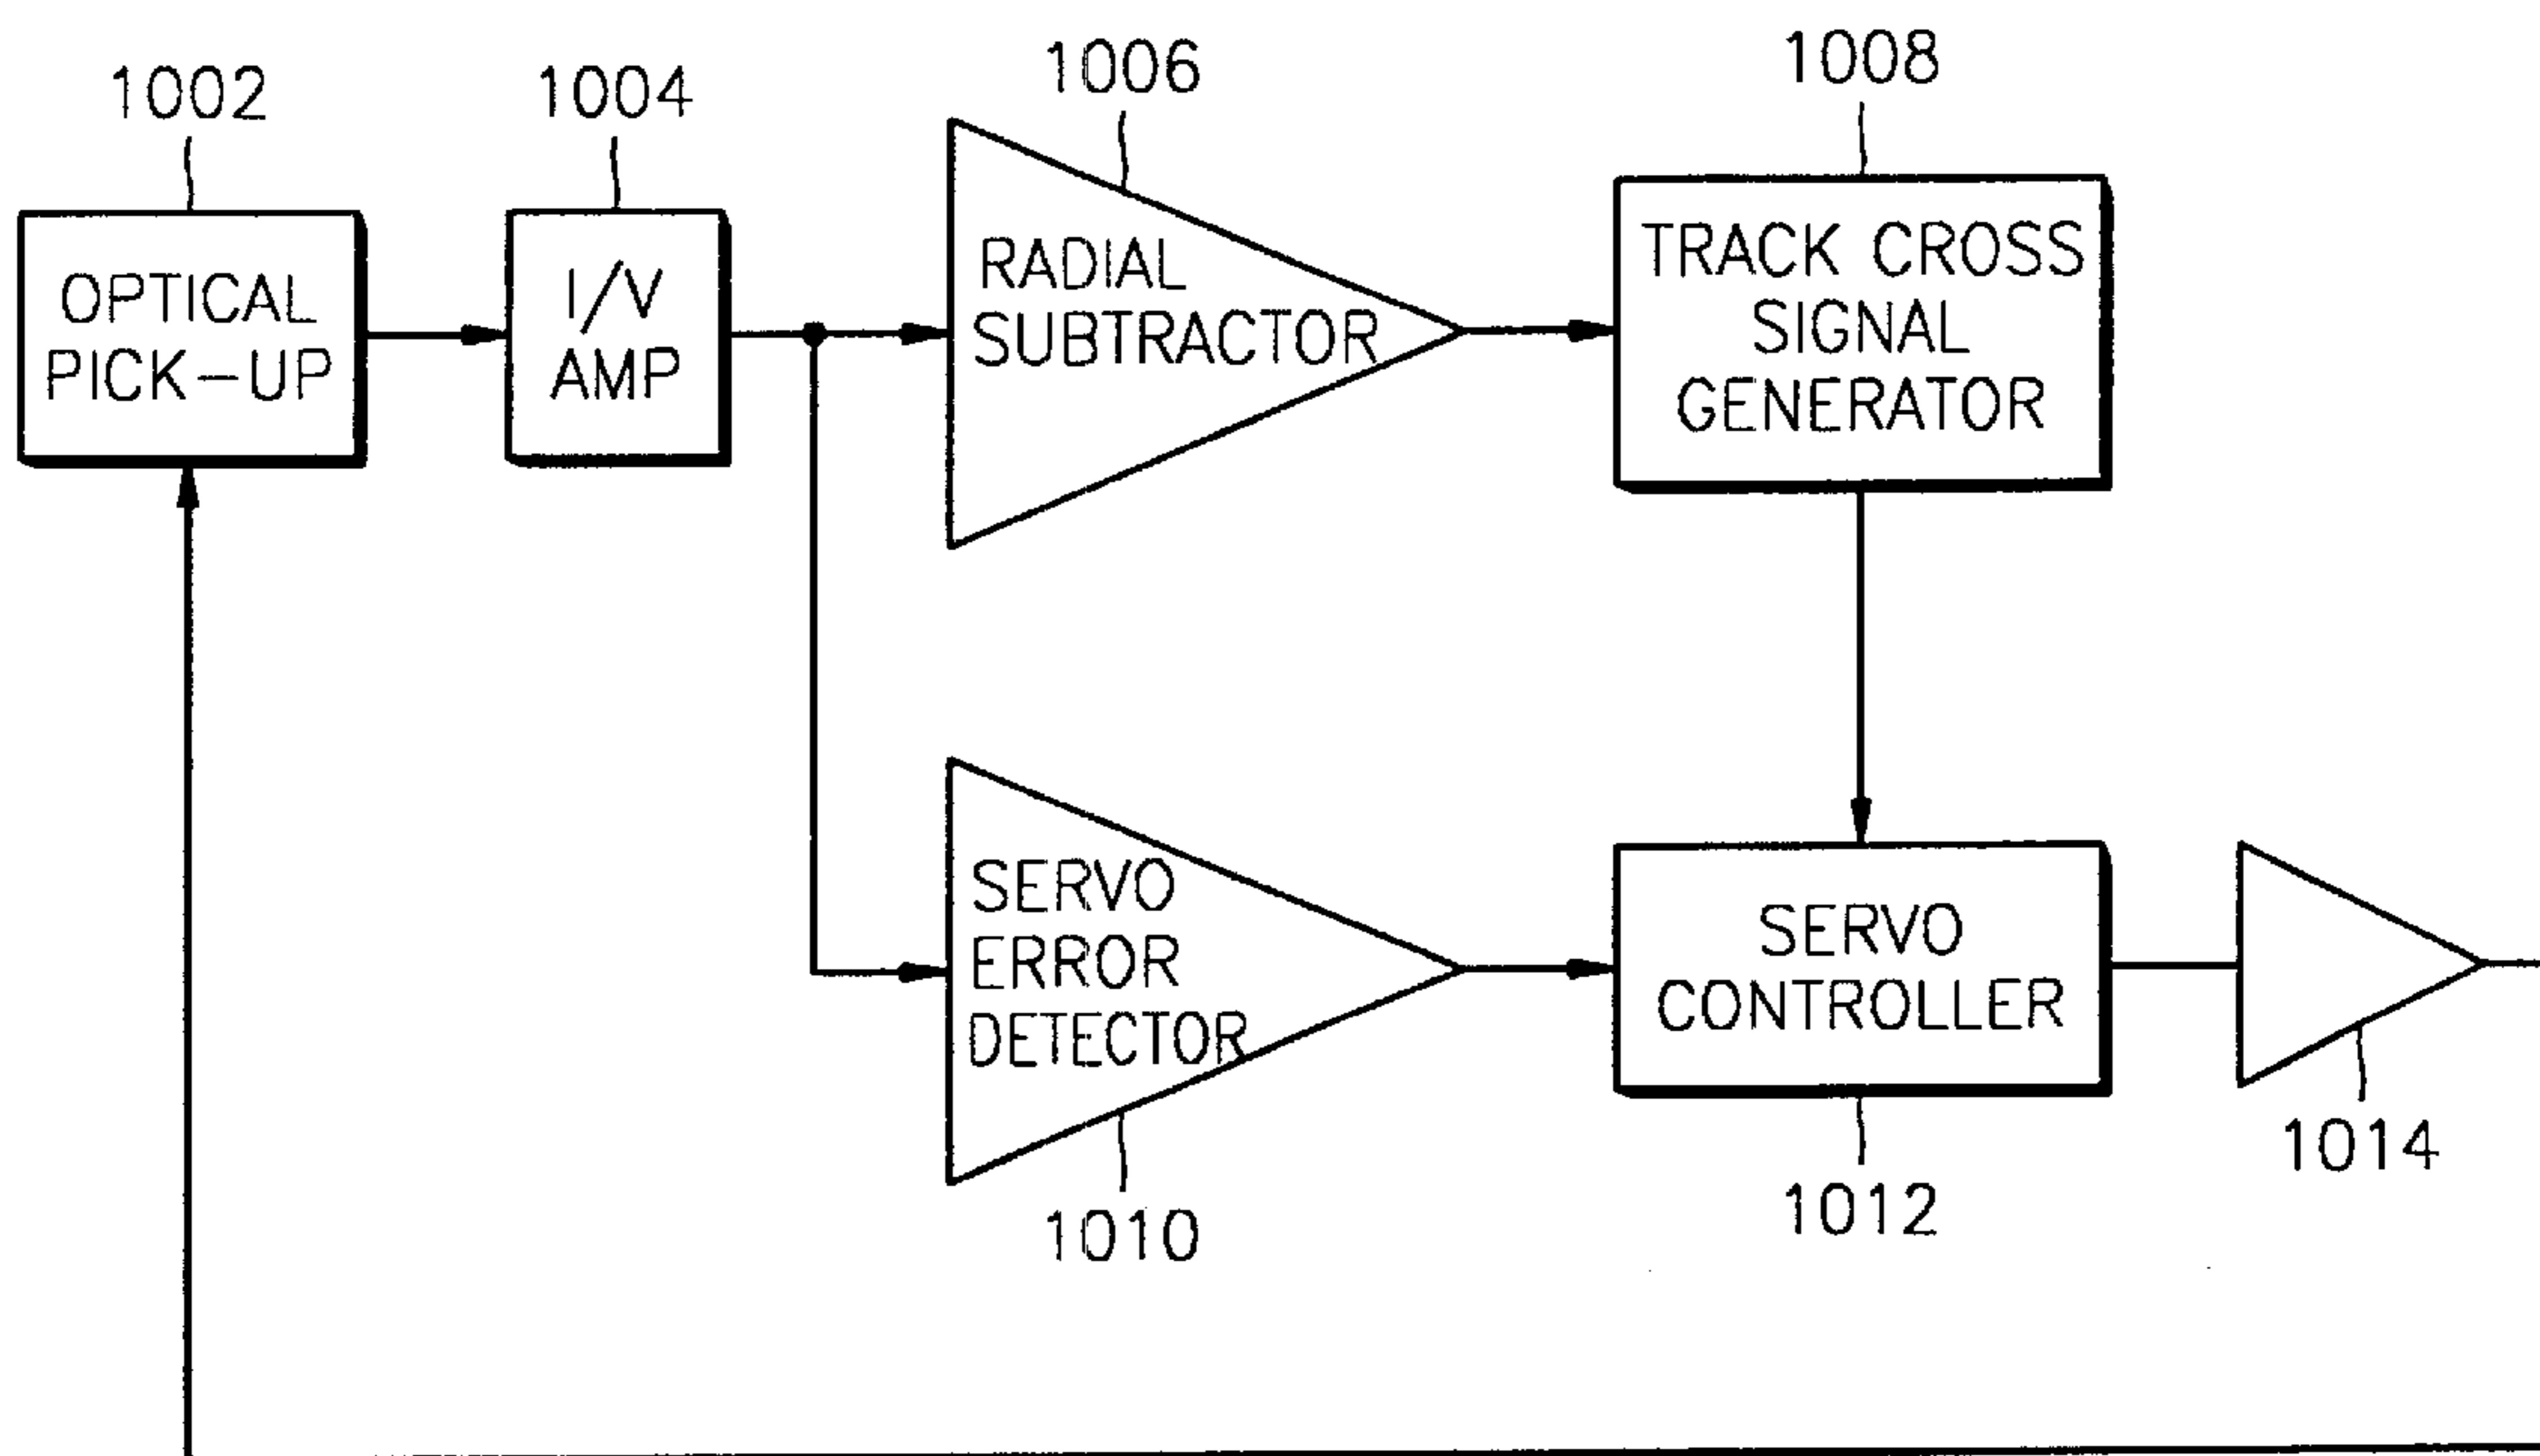 1002
1004
1006
1008
OPTICAL
PICK-UP
I/V
AMP
RADIAL
SUBTRACTOR
TRACK CROSS
SIGNAL
GENERATOR
SERVO
ERROR
DETECTOR
SERVO
CONTROLLER
1010
1012
1014